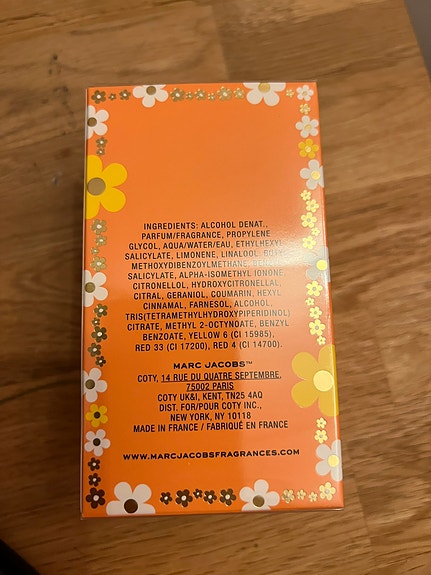 INGREDIENTS: ALCOHOL DENAT.,
PARFUM/FRAGRANCE, PROPYLENE
GLYCOL, AQUA/WATER/EAU, ETHYLHEXYL
SALICYLATE, LIMONENE, LINALOOL, BUTYL
METHOXYDIBENZOYLMETHANE, BENZYL
SALICYLATE, ALPHA-ISOMETHYL IONONE,
CITRONELLOL, HYDROXYCITRONELLAL,
CITRAL, GERANIOL, COUMARIN, HEXYL
CINNAMAL, FARNESOL, ALCOHOL,
TRIS(TETRAMETHYLHYDROXYPIPERIDINOL)
CITRATE, METHYL 2-OCTYNOATE, BENZYL
BENZOATE, YELLOW 6 (CI 15985),
RED 33 (CI 17200), RED 4 (CI 14700).
MARC JACOBS™
COTY, 14 RUE DU QUATRE SEPTEMBRE,
75002 PARIS
COTY UK&I, KENT, TN25 4AQ
DIST. FOR/POUR COTY INC.,
NEW YORK, NY 10118
MADE IN FRANCE / FABRIQUÉ EN FRANCE
WWW.MARCJACOBSFRAGRANCES.COM